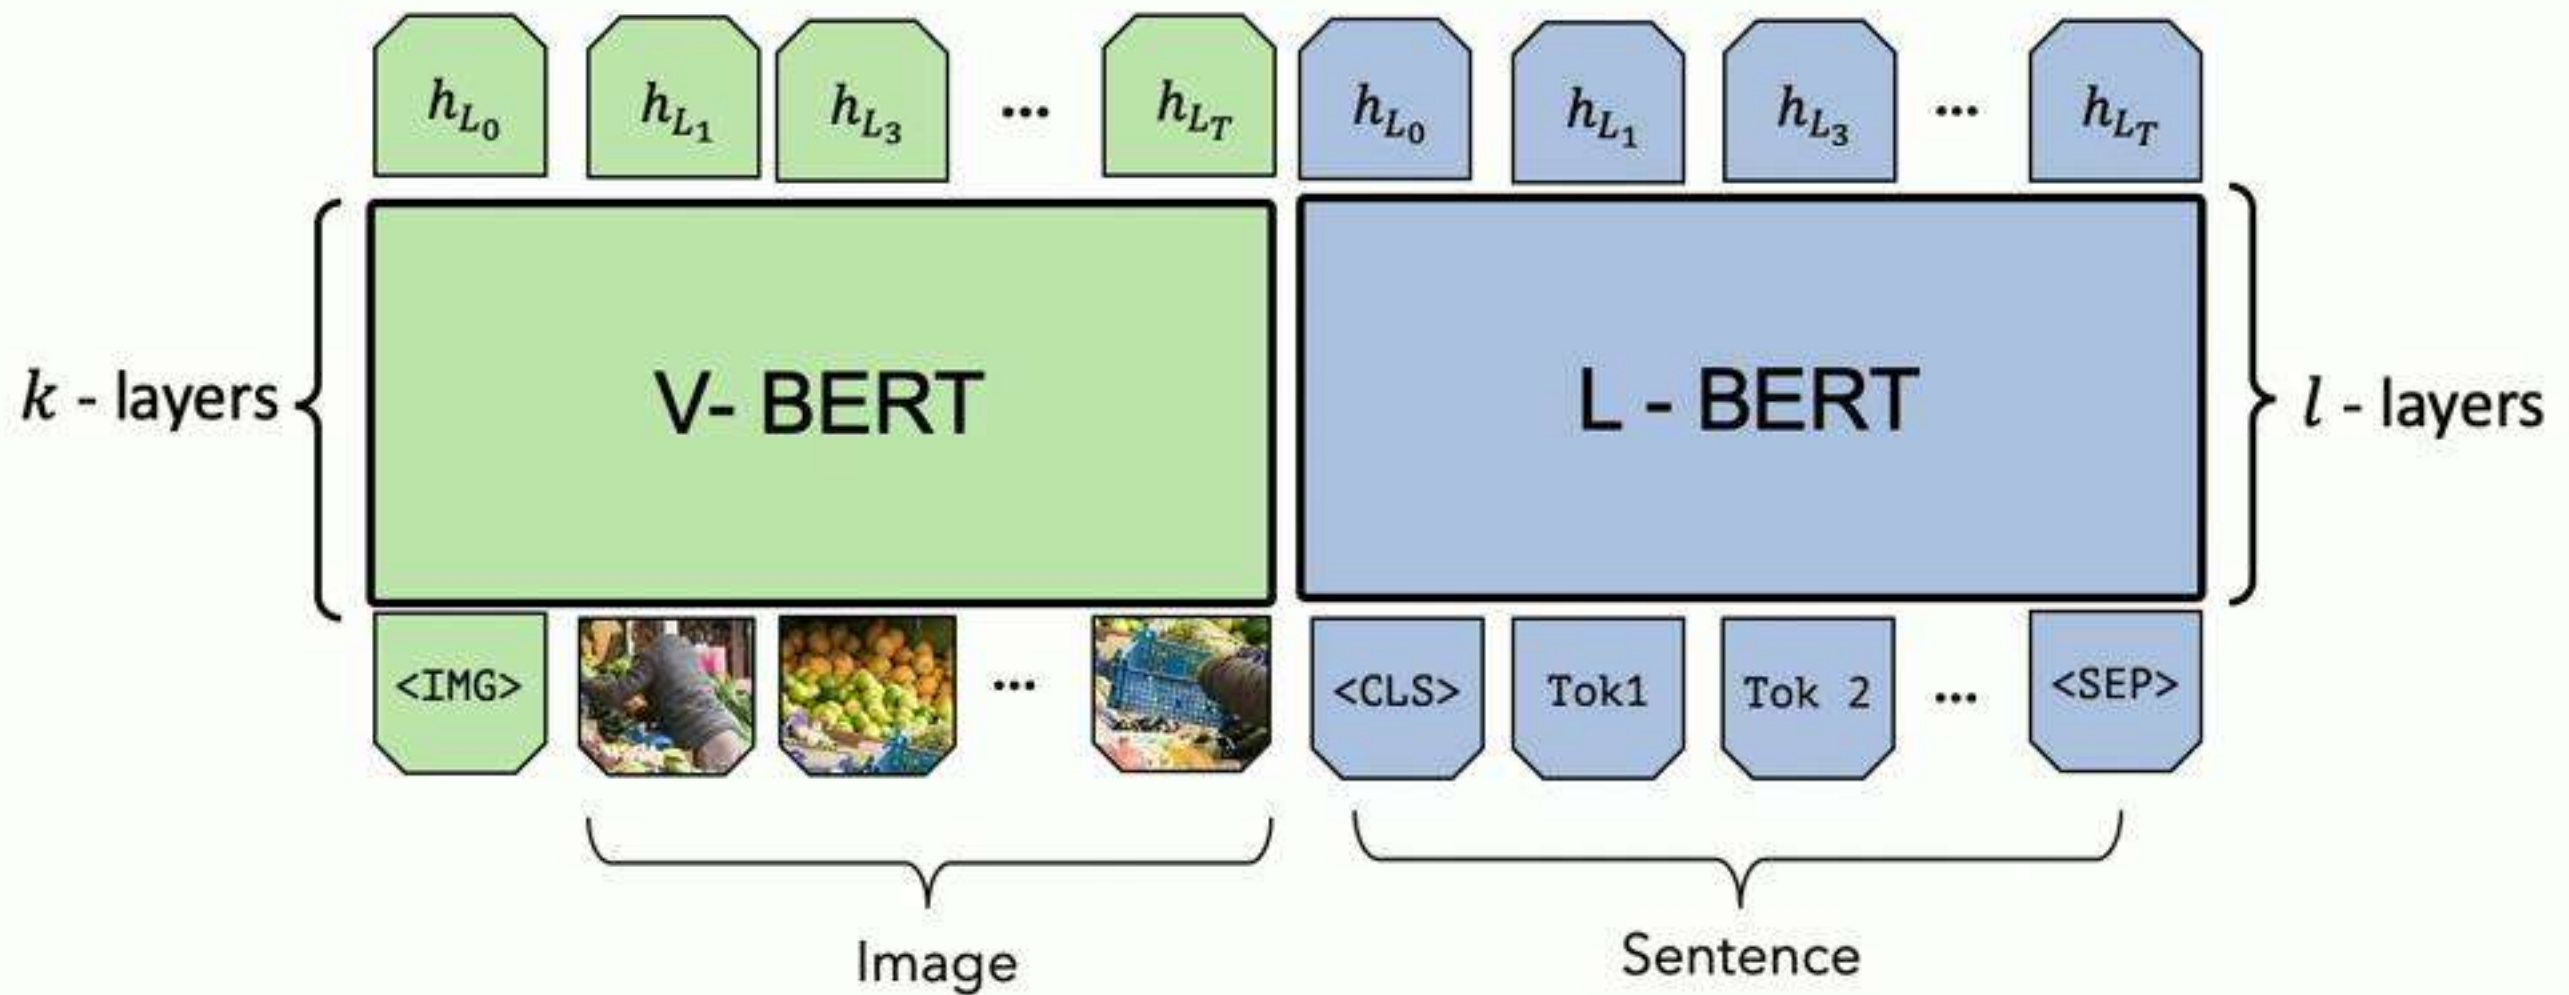 h_{L_0} h_{L_1} h_{L_3} ... h_{L_T} h_{L_0} h_{L_1} h_{L_3} ... h_{L_T}
k - layers V- BERT L - BERT l - layers
<IMG> ... <CLS> Tok1 Tok 2 ... <SEP>
Image Sentence